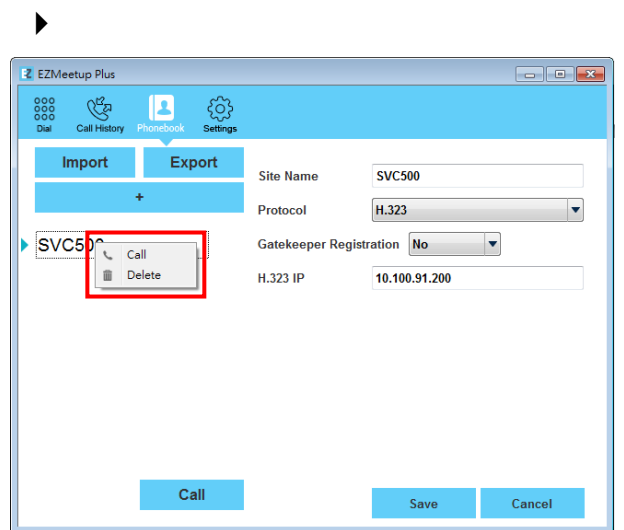 EZMeetup Plus
Dial Call History Phonebook Settings
Import Export
+
Site Name SVC500
Protocol H.323
SVC500
Gatekeeper Registration No
Call
Delete
H.323 IP 10.100.91.200
Call
Save Cancel